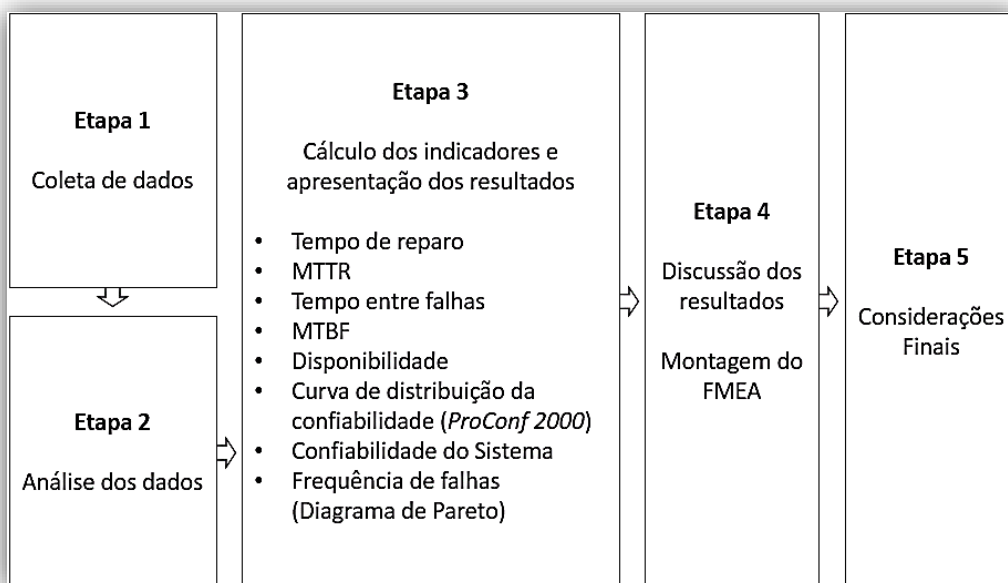 Etapa 1
Coleta de dados
Etapa 2
Análise dos dados
Etapa 3
Cálculo dos indicadores e
apresentação dos resultados
• Tempo de reparo
• MTTR
• Tempo entre falhas
• MTBF
• Disponibilidade
• Curva de distribuição da
confiabilidade (ProConf 2000)
• Confiabilidade do Sistema
• Frequência de falhas
(Diagrama de Pareto)
Etapa 4
Discussão dos
resultados
Montagem do
FMEA
Etapa 5
Considerações
Finais